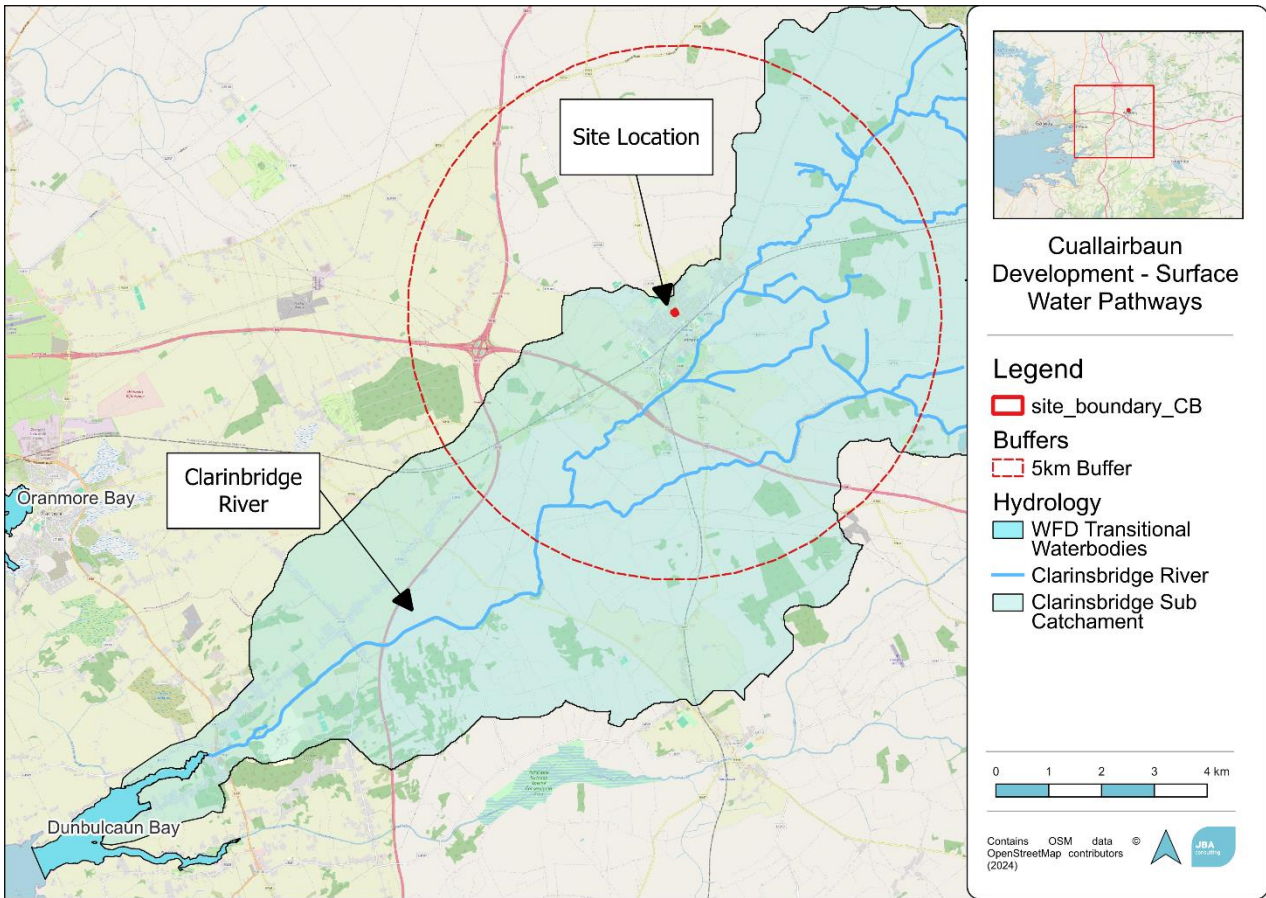 Site Location
Clarinbridge
River
Oranmore Bay
Dunbulcaun Bay
Cuallairbaun
Development - Surface
Water Pathways
Legend
site_boundary_CB
Buffers
5km Buffer
Hydrology
WFD Transitional
Waterbodies
Clarinsbridge River
Clarinsbridge Sub
Catchament
0 1 2 3 4 km
Contains OSM data ©
OpenStreetMap contributors
(2024)
JBA
consulting